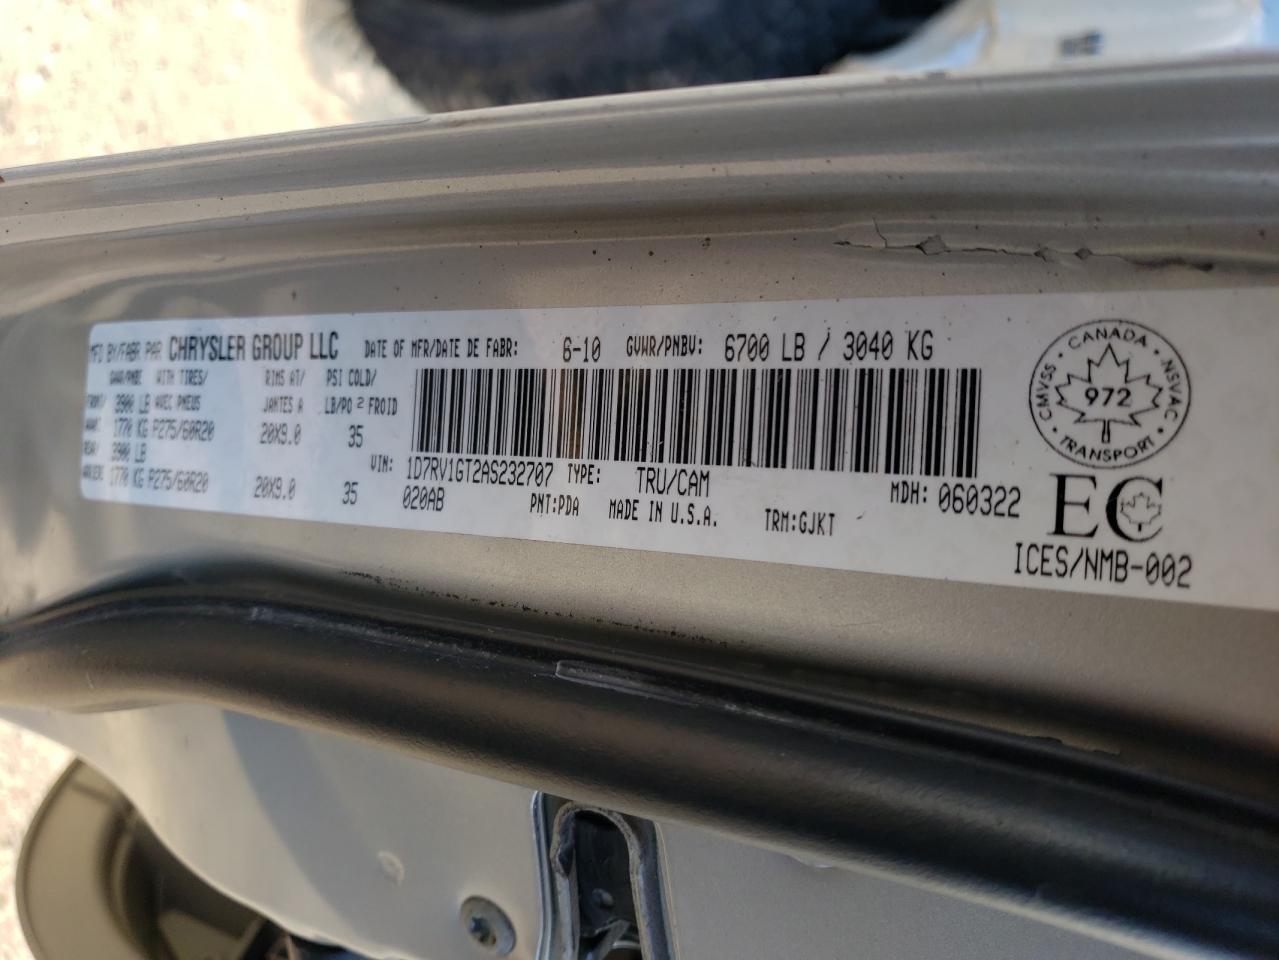 MFD BY/FABR PAR CHRYSLER GROUP LLC DATE OF MFR/DATE DE FABR: 6-10 GVWR/PNBV: 6700 LB / 3040 KG
GAWR/PNBE WITH TIRES/ RIMS AT/ PSI COLD/
FRONT/ 3900 LB AVEC PNEUS JANTES A LB/PO 2 FROID
AVANT 1770 KG P275/60R20 20X9.0 35
REAR/ 3900 LB
ARRIERE 1770 KG P275/60R20 20X9.0 35
VIN: 1D7RV1GT2AS232707 TYPE: TRU/CAM MDH: 060322
020AB PNT:PDA MADE IN U.S.A. TRM:GJKT
CANADA
CMVSS NSVAC
972
TRANSPORT
EC
ICES/NMB-002